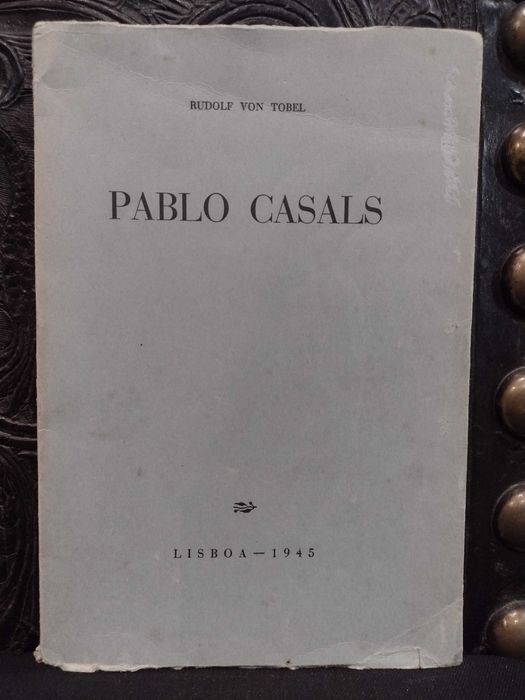 RUDOLF VON TOBEL
PABLO CASALS
LISBOA — 1945